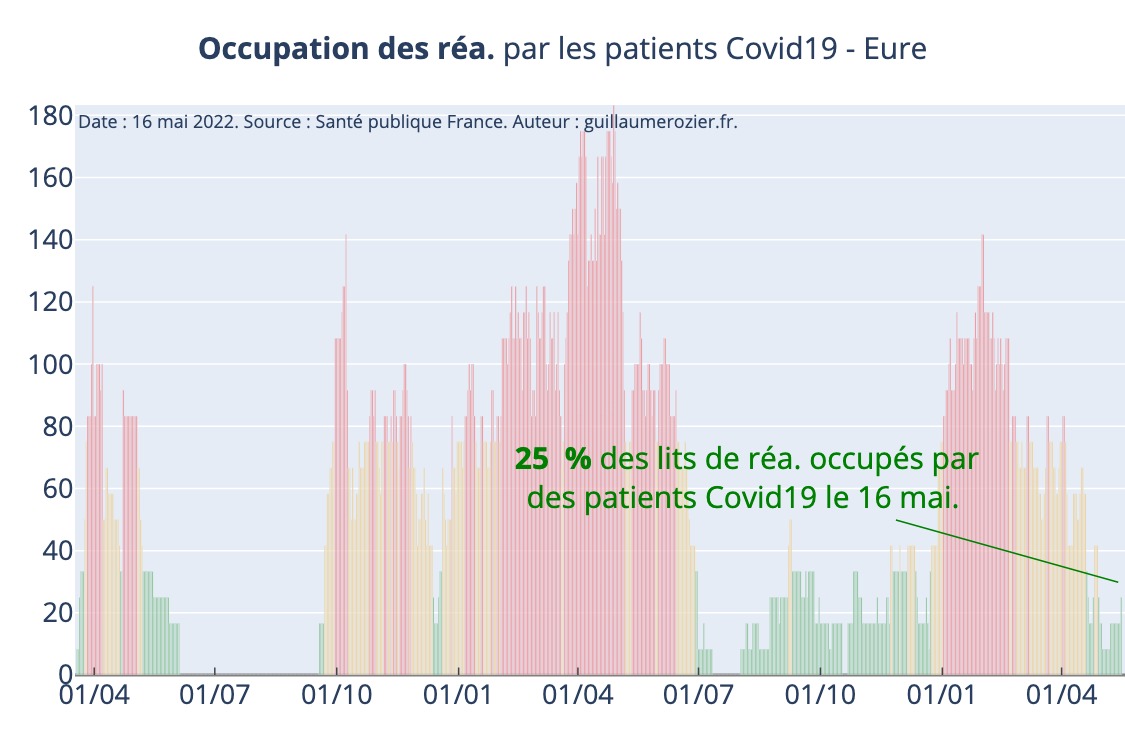 Occupation des réa. par les patients Covid19 - Eure
180
Date : 16 mai 2022. Source : Santé publique France. Auteur : guillaumerozier.fr.
160
140
120
100
80
60
40
20
0
25 % des lits de réa. occupés par
des patients Covid19 le 16 mai.
01/04 01/07 01/10 01/01 01/04 01/07 01/10 01/01 01/04